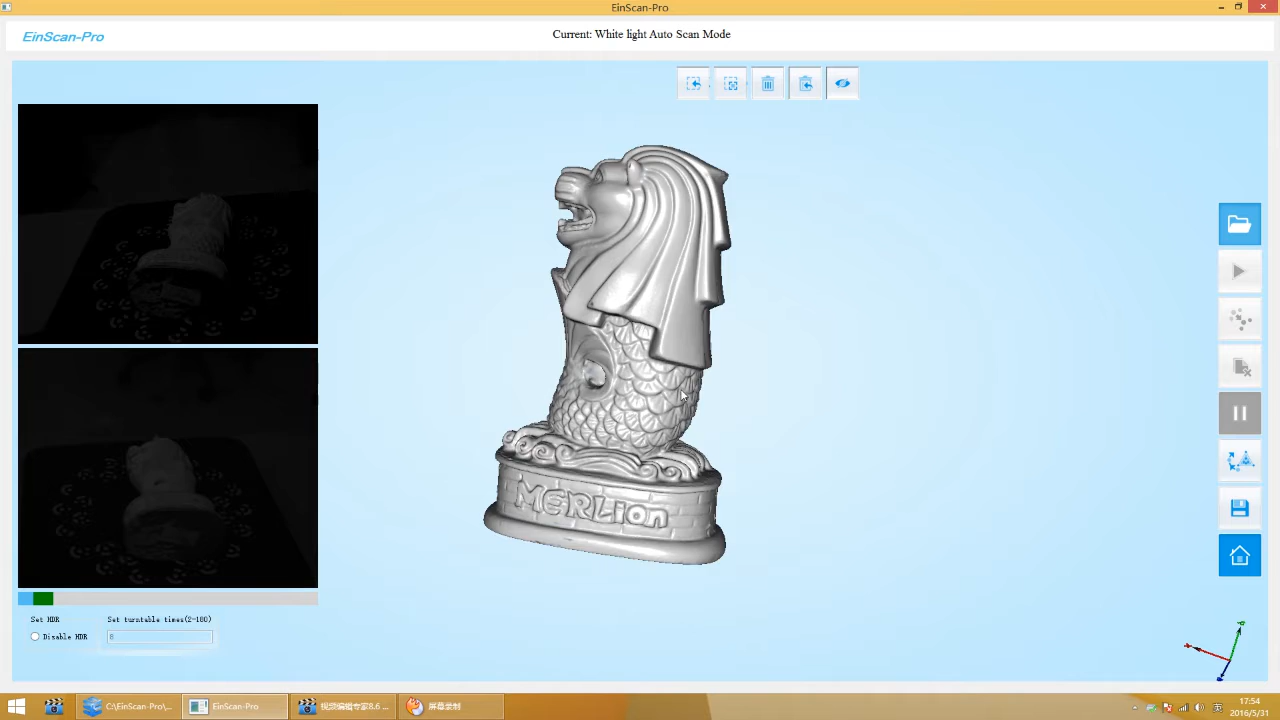 EinScan-Pro
EinScan-Pro
Current: White light Auto Scan Mode
MERLion
Set HDR
Set turntable times(2-180)
Disable HDR
8
C:\EinScan-Pro\...
EinScan-Pro
视频编辑专家8.6 ...
屏幕录制
英
17:54
2016/5/31